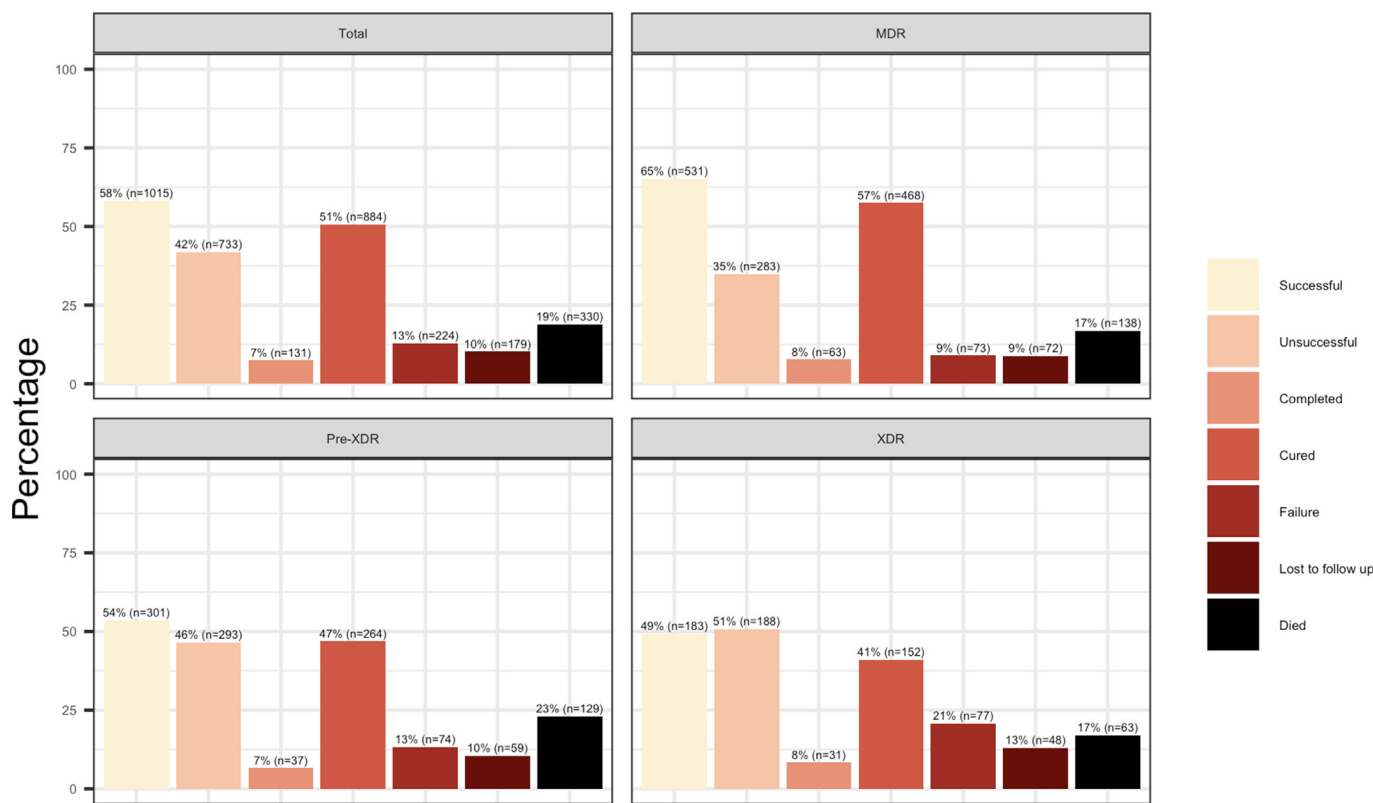 Percentage
Total
100
75
50
25
0
58% (n=1015)
42% (n=733)
7% (n=131)
51% (n=884)
13% (n=224)
10% (n=179)
19% (n=330)
MDR
65% (n=531)
35% (n=283)
8% (n=63)
57% (n=468)
9% (n=73)
9% (n=72)
17% (n=138)
Pre-XDR
100
75
50
25
0
54% (n=301)
46% (n=293)
7% (n=37)
47% (n=264)
13% (n=74)
10% (n=59)
23% (n=129)
XDR
49% (n=183)
51% (n=188)
8% (n=31)
41% (n=152)
21% (n=77)
13% (n=48)
17% (n=63)
Successful
Unsuccessful
Completed
Cured
Failure
Lost to follow up
Died